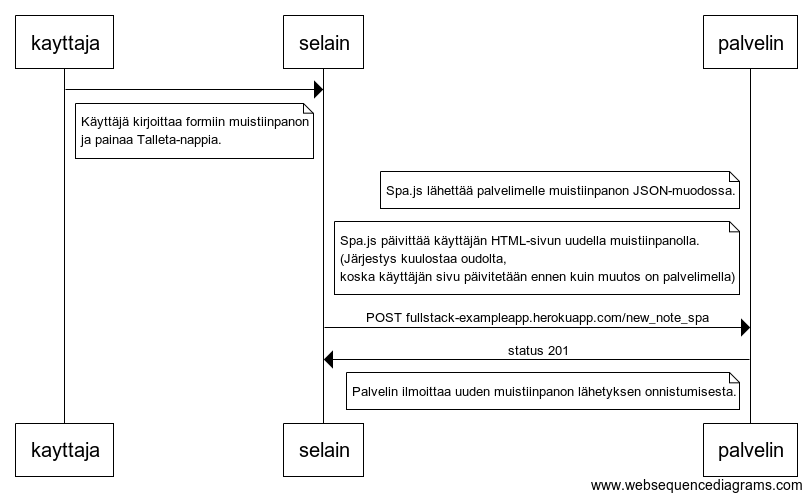 kayttaja
selain
palvelin
Käyttäjä kirjoittaa formiin muistiinpanon
ja painaa Talleta-nappia.
Spa.js lähettää palvelimelle muistiinpanon JSON-muodossa.
Spa.js päivittää käyttäjän HTML-sivun uudella muistiinpanolla.
(Järjestys kuulostaa oudolta,
koska käyttäjän sivu päivitetään ennen kuin muutos on palvelimella)
POST fullstack-exampleapp.herokuapp.com/new_note_spa
status 201
Palvelin ilmoittaa uuden muistiinpanon lähetyksen onnistumisesta.
kayttaja
selain
palvelin
www.websequencediagrams.com